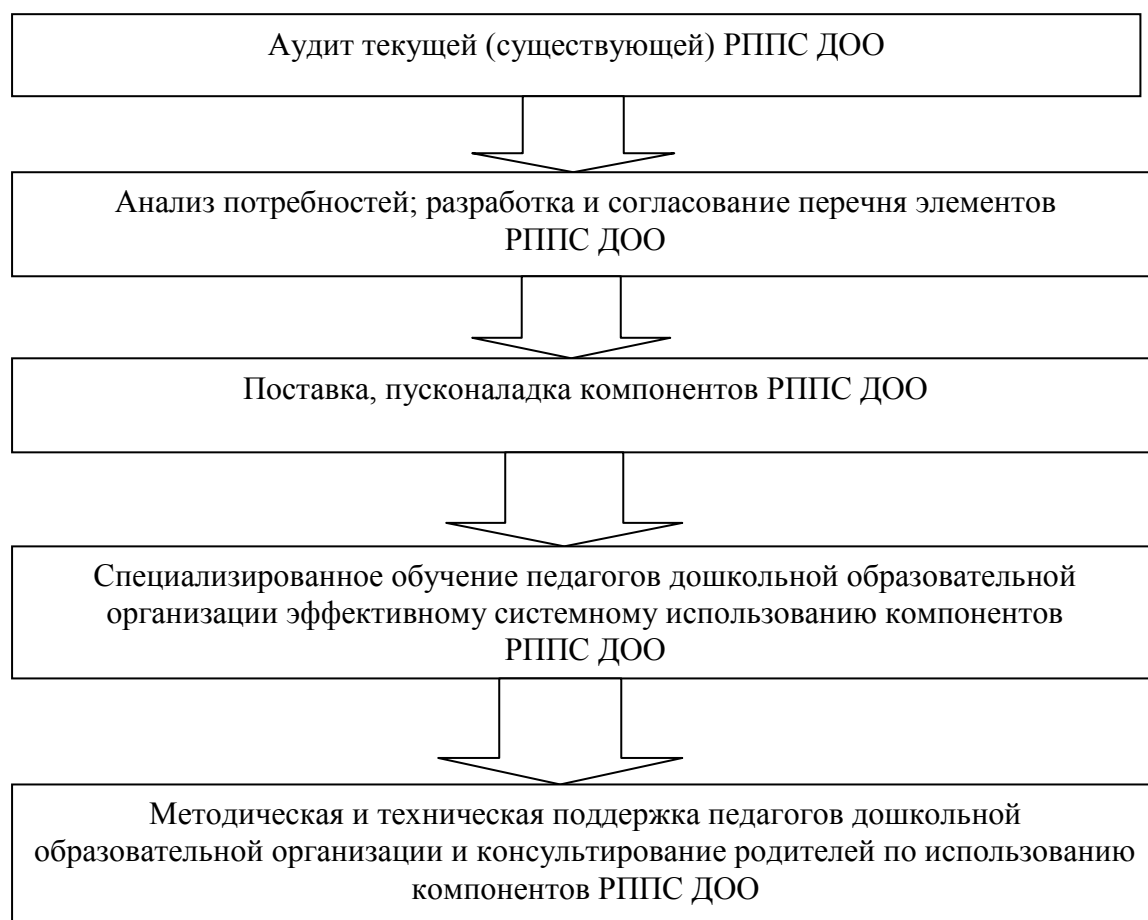 Аудит текущей (существующей) РППС ДОО
Анализ потребностей; разработка и согласование перечня элементов
РППС ДОО
Поставка, пусконаладка компонентов РППС ДОО
Специализированное обучение педагогов дошкольной образовательной
организации эффективному системному использованию компонентов
РППС ДОО
Методическая и техническая поддержка педагогов дошкольной
образовательной организации и консультирование родителей по использованию
компонентов РППС ДОО